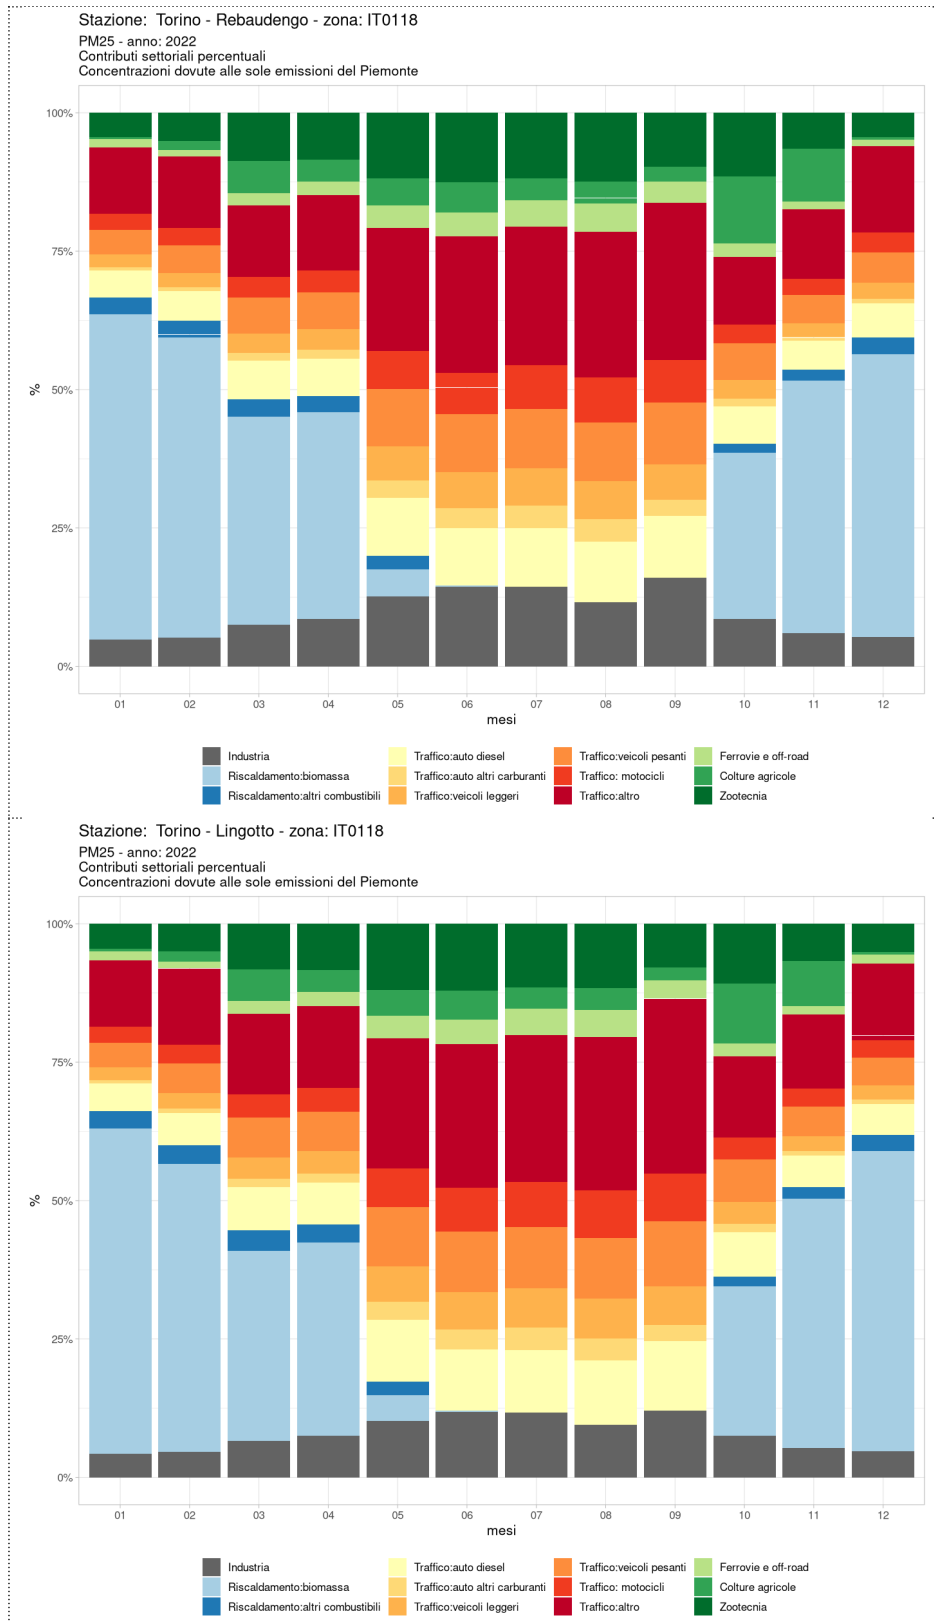 Stazione:  Torino - Rebaudengo - zona: IT0118
PM25 - anno: 2022
Contributi settoriali percentuali
Concentrazioni dovute alle sole emissioni del Piemonte
100%
75%
50%
25%
0%
%
01 02 03 04 05 06 07 08 09 10 11 12
mesi
Industria Traffico:auto diesel Traffico:veicoli pesanti Ferrovie e off-road
Riscaldamento:biomassa Traffico:auto altri carburanti Traffico: motocicli Colture agricole
Riscaldamento:altri combustibili Traffico:veicoli leggeri Traffico:altro Zootecnia
Stazione:  Torino - Lingotto - zona: IT0118
PM25 - anno: 2022
Contributi settoriali percentuali
Concentrazioni dovute alle sole emissioni del Piemonte
100%
75%
50%
25%
0%
%
01 02 03 04 05 06 07 08 09 10 11 12
mesi
Industria Traffico:auto diesel Traffico:veicoli pesanti Ferrovie e off-road
Riscaldamento:biomassa Traffico:auto altri carburanti Traffico: motocicli Colture agricole
Riscaldamento:altri combustibili Traffico:veicoli leggeri Traffico:altro Zootecnia